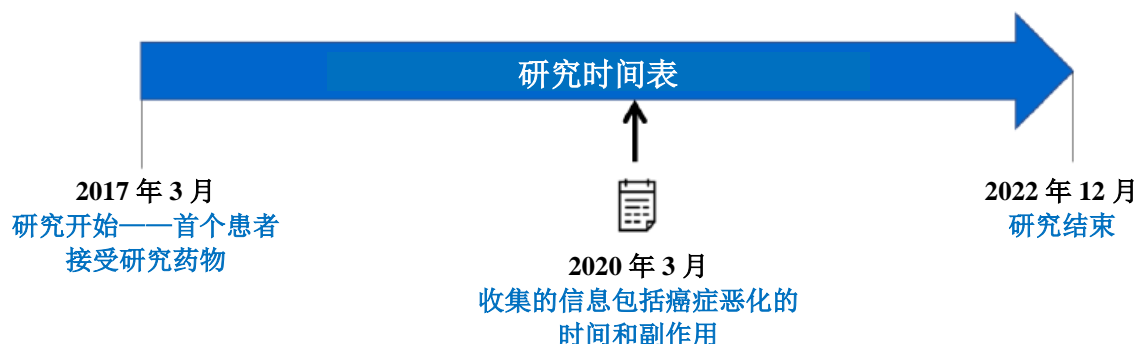 研究时间表
2017 年 3 月
研究开始——首个患者
接受研究药物
2020 年 3 月
收集的信息包括癌症恶化的
时间和副作用
2022 年 12 月
研究结束